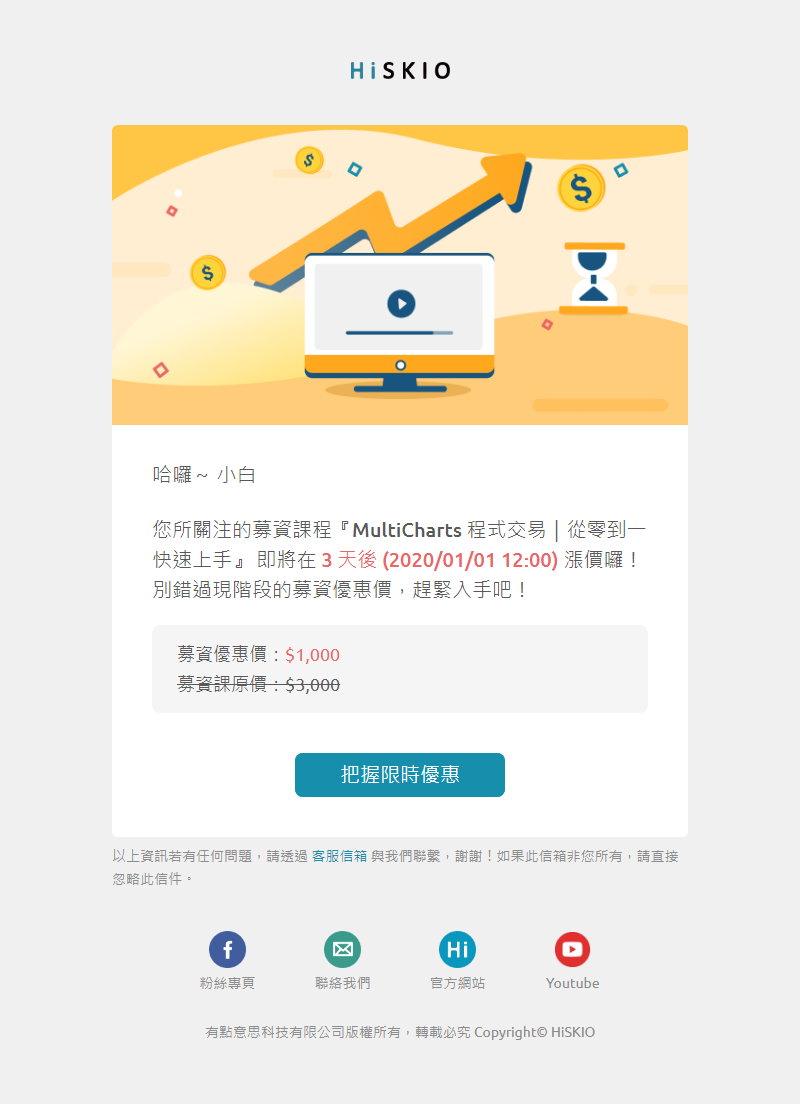 HiSKIO
$
$
$
哈囉～ 小白
您所關注的募資課程『MultiCharts 程式交易｜從零到一
快速上手』 即將在 3 天後 (2020/01/01 12:00) 漲價囉！
別錯過現階段的募資優惠價，趕緊入手吧！
募資優惠價：$1,000
募資課原價：$3,000
把握限時優惠
以上資訊若有任何問題，請透過 客服信箱 與我們聯繫，謝謝！如果此信箱非您所有，請直接
忽略此信件。
f Hi
粉絲專頁 聯絡我們 官方網站 Youtube
有點意思科技有限公司版權所有，轉載必究 Copyright© HiSKIO